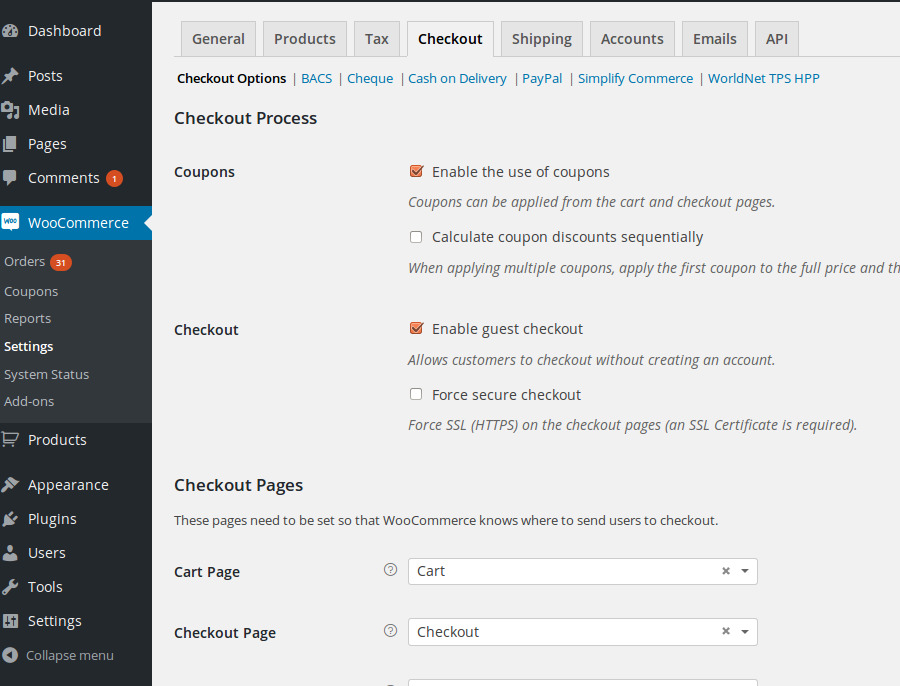 Dashboard
Posts
Media
Pages
Comments 1
Woo WooCommerce
Orders 31
Coupons
Reports
Settings
System Status
Add-ons
Products
Appearance
Plugins
Users
Tools
Settings
Collapse menu
General Products Tax Checkout Shipping Accounts Emails API
Checkout Options | BACS | Cheque | Cash on Delivery | PayPal | Simplify Commerce | WorldNet TPS HPP
Checkout Process
Coupons
Enable the use of coupons
Coupons can be applied from the cart and checkout pages.
Calculate coupon discounts sequentially
When applying multiple coupons, apply the first coupon to the full price and th
Checkout
Enable guest checkout
Allows customers to checkout without creating an account.
Force secure checkout
Force SSL (HTTPS) on the checkout pages (an SSL Certificate is required).
Checkout Pages
These pages need to be set so that WooCommerce knows where to send users to checkout.
Cart Page ? Cart ×
Checkout Page ? Checkout ×